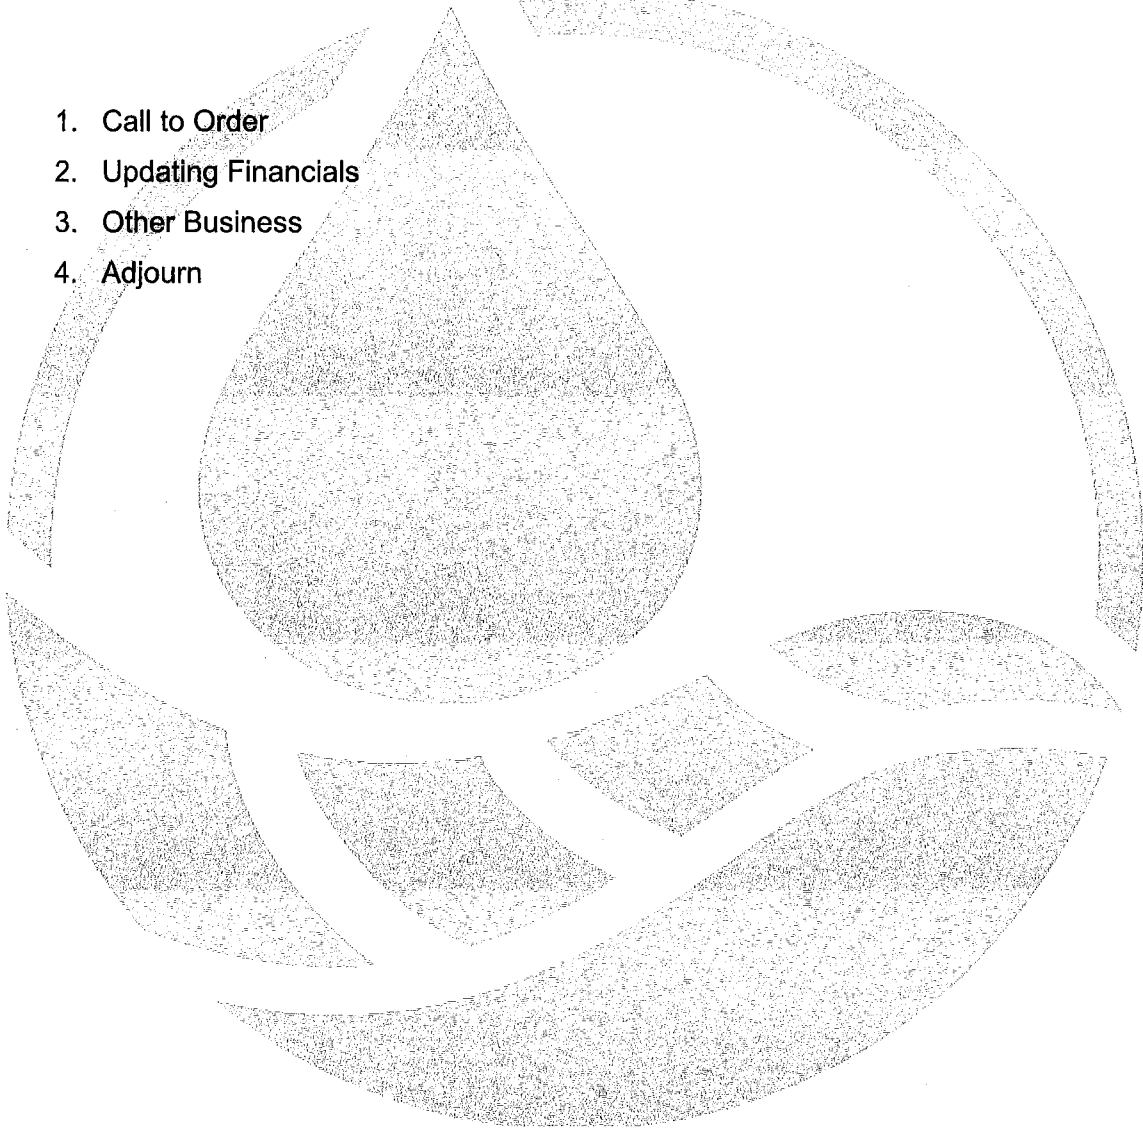 1. Call to Order
2. Updating Financials
3. Other Business
4. Adjourn